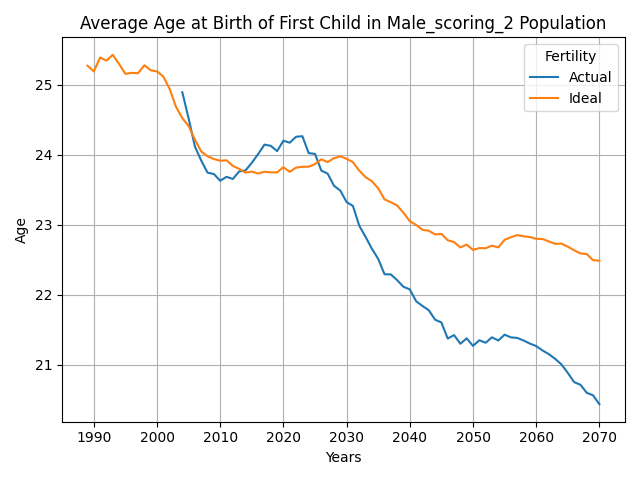 Average Age at Birth of First Child in Male_scoring_2 Population
Fertility
Actual
Ideal
Age
25
24
23
22
21
1990 2000 2010 2020 2030 2040 2050 2060 2070
Years